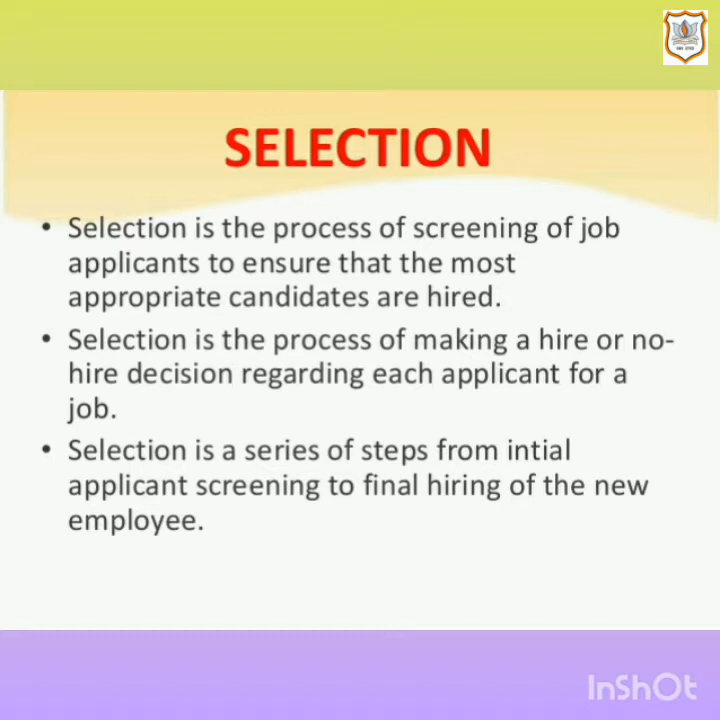 SELECTION
• Selection is the process of screening of job
applicants to ensure that the most
appropriate candidates are hired.
• Selection is the process of making a hire or no-
hire decision regarding each applicant for a
job.
• Selection is a series of steps from intial
applicant screening to final hiring of the new
employee.
InShOt